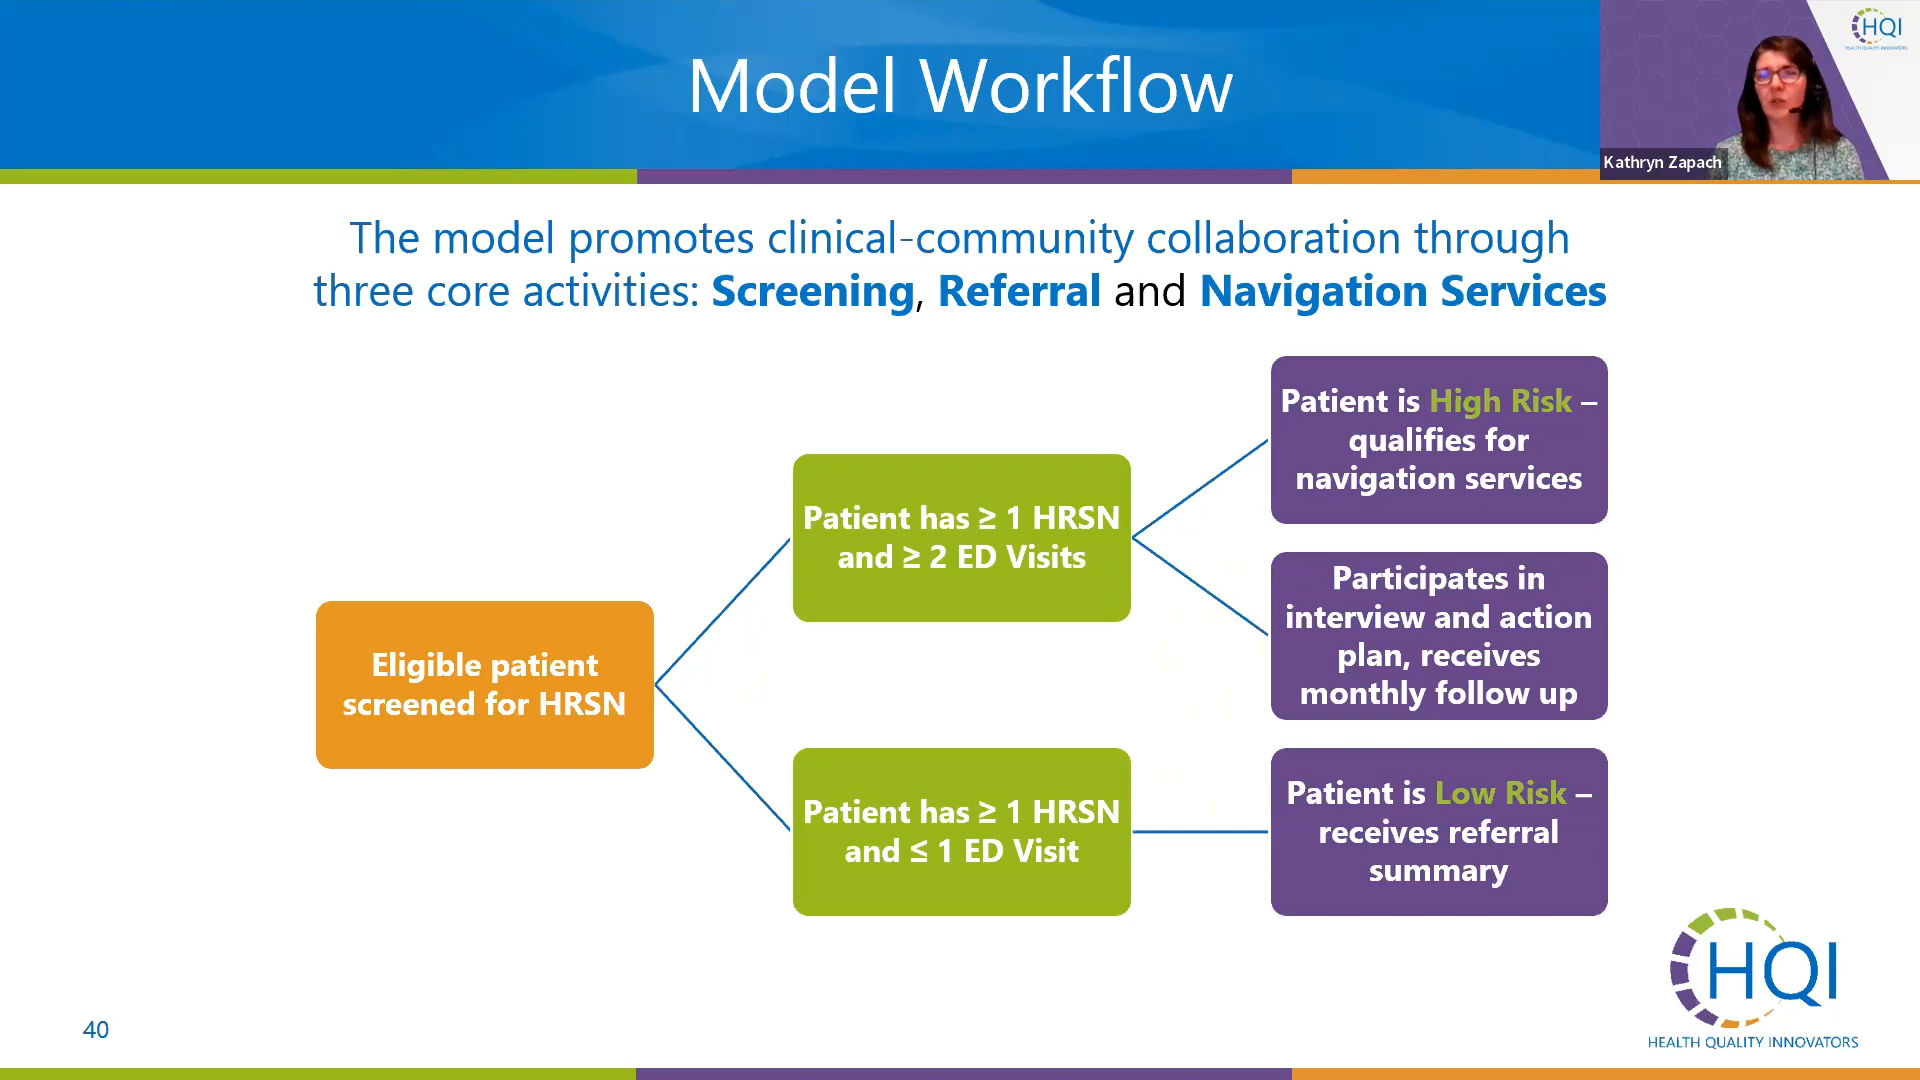 Model Workflow
HQI
HEALTH QUALITY INNOVATORS
Kathryn Zapach
The model promotes clinical-community collaboration through
three core activities: Screening, Referral and Navigation Services
Eligible patient
screened for HRSN
Patient has ≥ 1 HRSN
and ≥ 2 ED Visits
Patient has ≥ 1 HRSN
and ≤ 1 ED Visit
Patient is High Risk –
qualifies for
navigation services
Participates in
interview and action
plan, receives
monthly follow up
Patient is Low Risk –
receives referral
summary
40
HQI
HEALTH QUALITY INNOVATORS